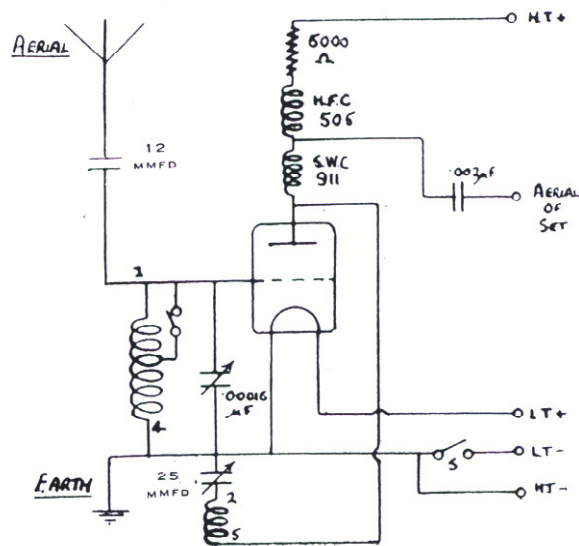 AERIAL
5000
Ω
HT+
H.F.C
506
S.W.C
911
.002µF
AERIAL
OF
SET
12
MMFD
1
4
.00016
µF
LT+
S
LT-
HT-
EARTH
25
MMFD
2
5